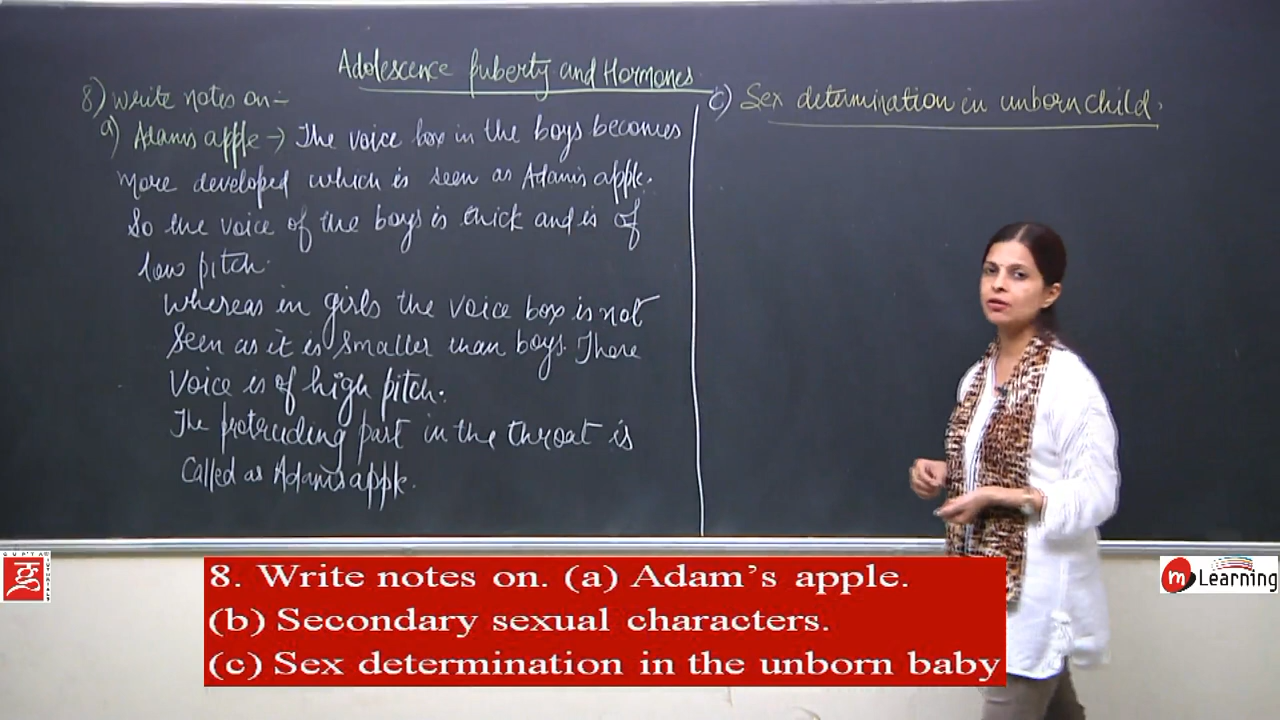 Adolescence puberty and Hormones.
8) Write notes on:-
a) Adam's apple → The voice box in the boys becomes
more developed which is seen as Adam's apple.
So the voice of the boys is thick and is of
low pitch.
Whereas in girls the voice box is not
seen as it is smaller than boys. There
voice is of high pitch.
The protruding part in the throat is
called as Adam's apple.
c) Sex determination in unborn child.
8. Write notes on. (a) Adam's apple.
(b) Secondary sexual characters.
(c) Sex determination in the unborn baby
GUPTA
m Learning